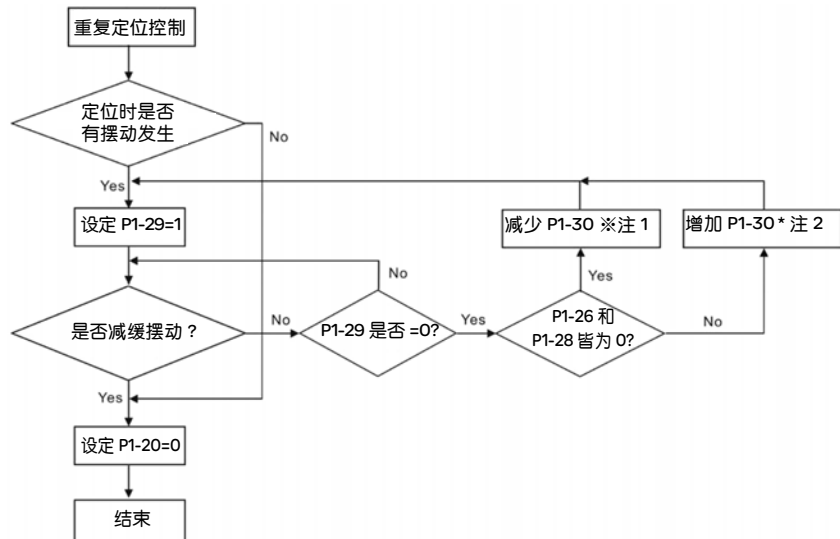 重复定位控制
定位时是否
有摆动发生
No
Yes
设定 P1-29=1
减少 P1-30 ※注 1
增加 P1-30 * 注 2
No
Yes
是否减缓摆动？
No
P1-29 是否 =0?
Yes
P1-26 和
P1-28 皆为 0?
No
Yes
设定 P1-20=0
结束